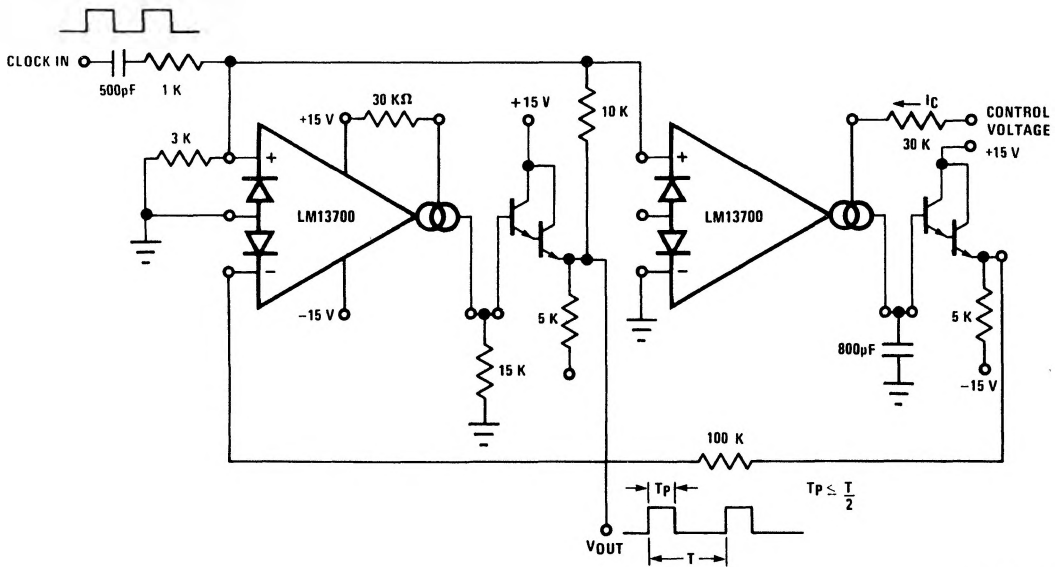 CLOCK IN
500pF
1 K
3 K
+15 V
30 KΩ
+
LM13700
-
-15 V
+15 V
10 K
5 K
15 K
+
LM13700
-
IC
30 K
CONTROL
VOLTAGE
+15 V
5 K
800µF
-15 V
100 K
TP
TP ≤ T/2
VOUT
T